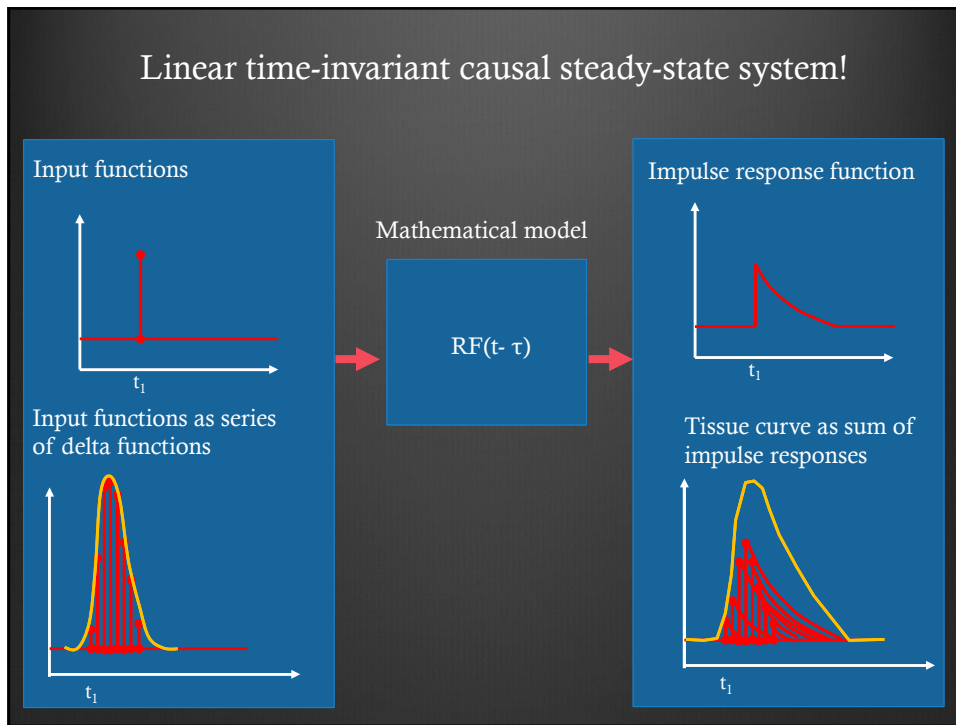 Linear time-invariant causal steady-state system!
Input functions
t₁
Input functions as series
of delta functions
t₁
Mathematical model
RF(t- τ)
Impulse response function
t₁
Tissue curve as sum of
impulse responses
t₁